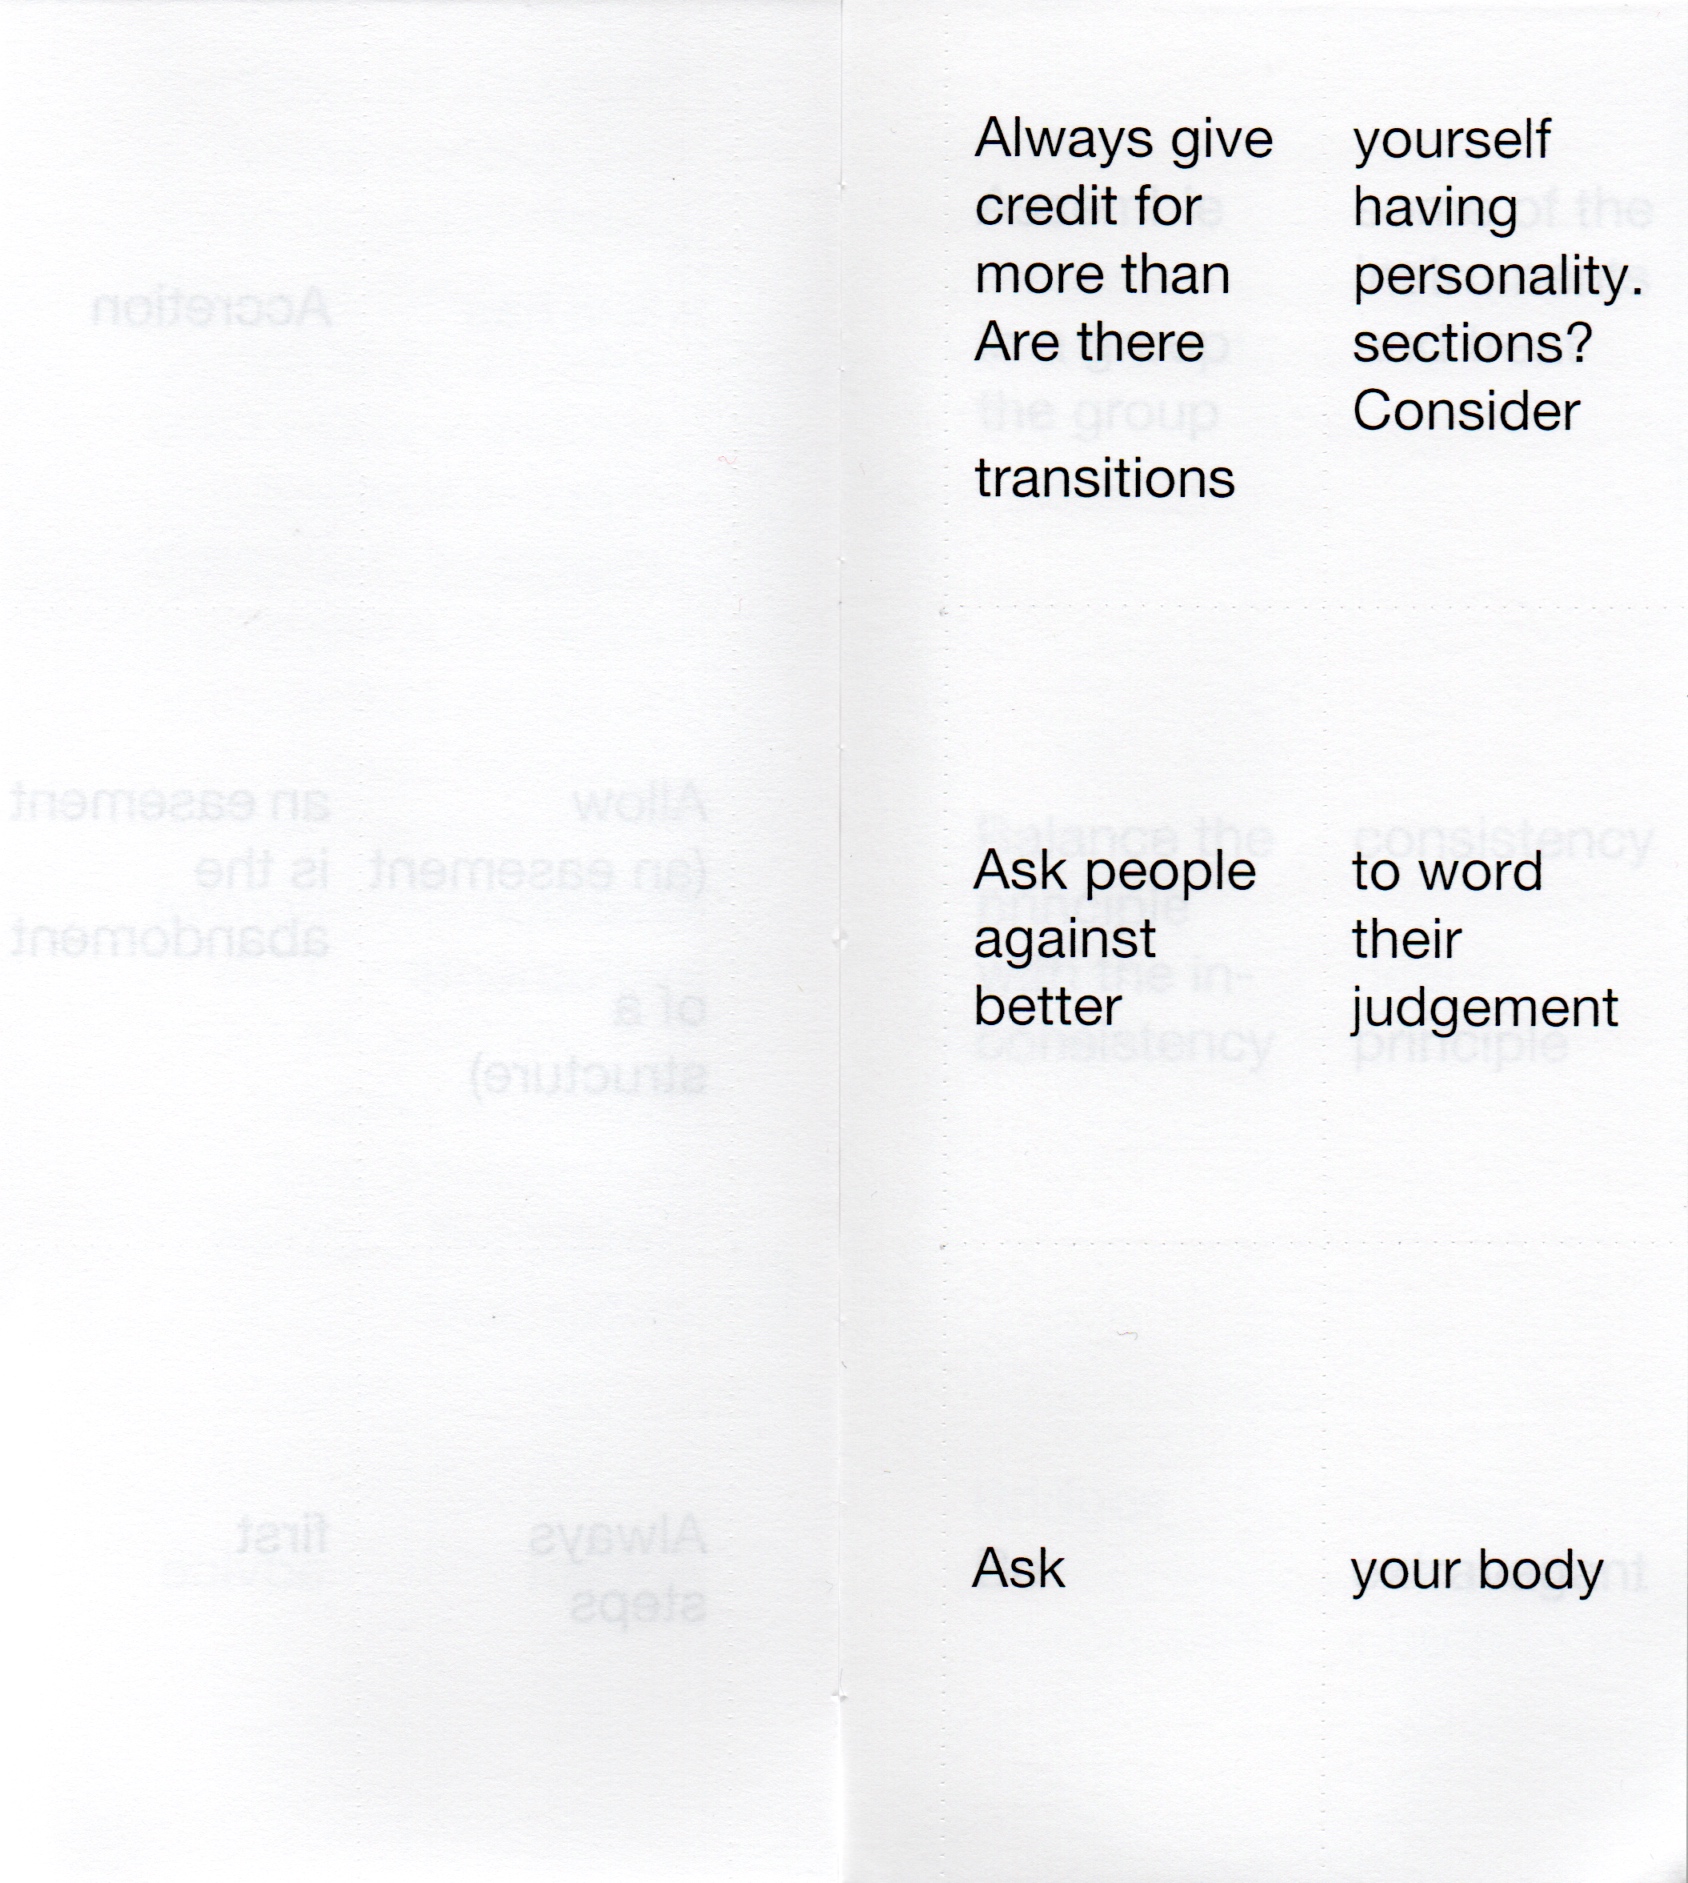 Always give yourself
credit for having
more than personality.
Are there sections?
Consider
transitions
Ask people to word
against their
better judgement
Ask your body